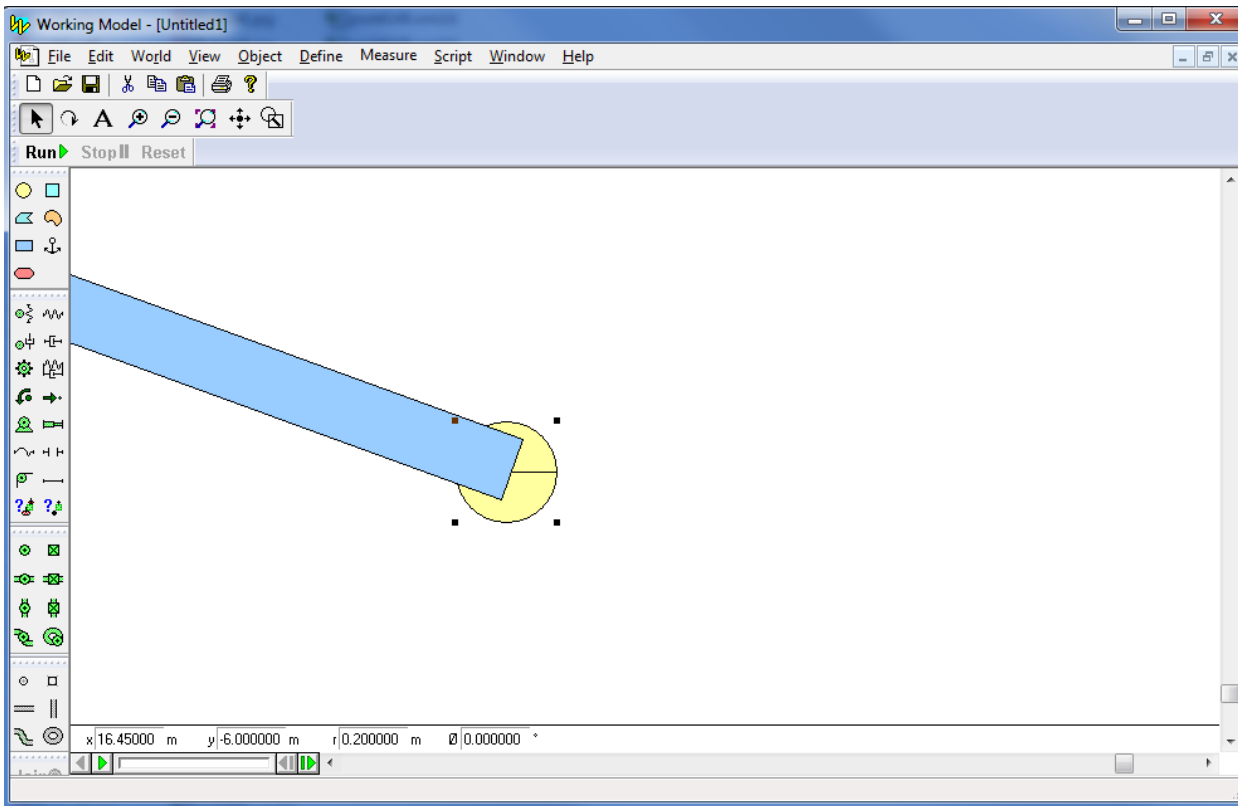 Working Model - [Untitled1]
File Edit World View Object Define Measure Script Window Help
A
Run Stop Reset
x 16.45000 m y -6.000000 m r 0.200000 m Ø 0.000000 °